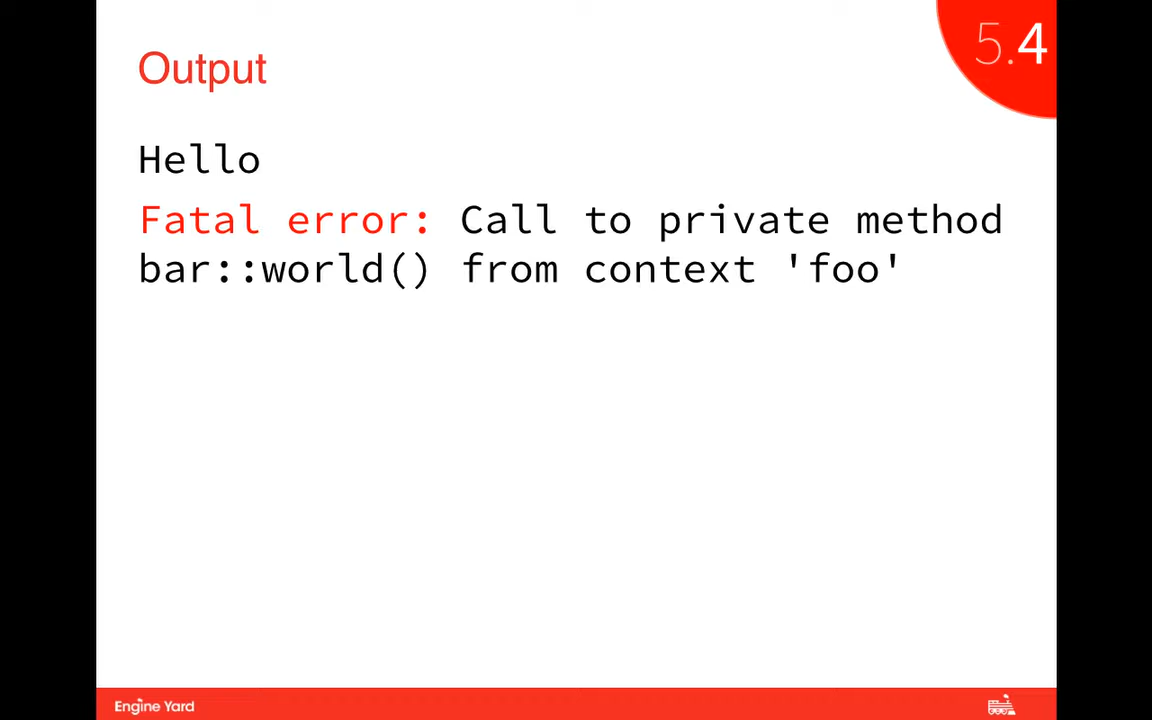 5.4
Output
Hello
Fatal error: Call to private method
bar::world() from context 'foo'
Engine Yard